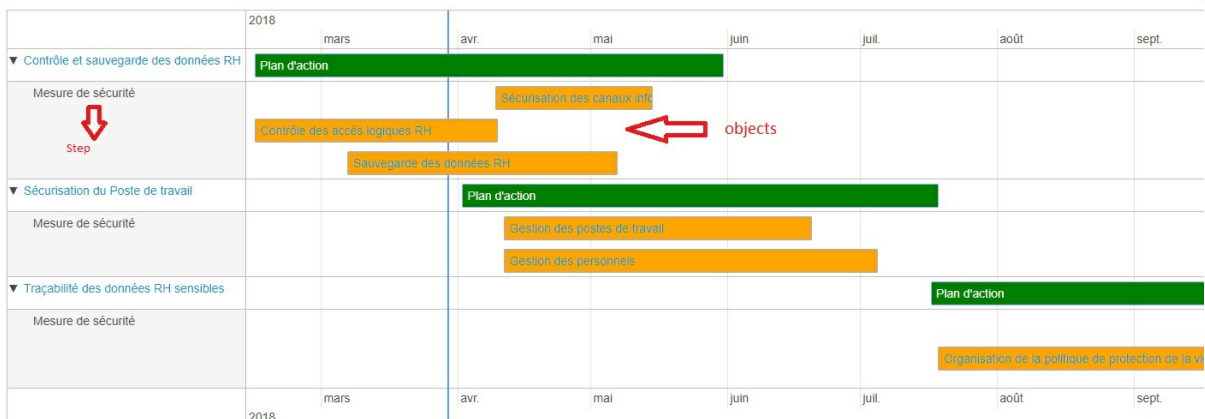 2018
mars avr. mai juin juil. août sept.
Contrôle et sauvegarde des données RH Plan d'action
Mesure de sécurité Sécurisation des canaux info
Contrôle des accès logiques RH objects
Step
Sauvegarde des données RH
Sécurisation du Poste de travail Plan d'action
Mesure de sécurité Gestion des postes de travail
Gestion des personnels
Traçabilité des données RH sensibles Plan d'action
Mesure de sécurité
Organisation de la politique de protection de la vi
mars avr. mai juin juil. août sept.
2018